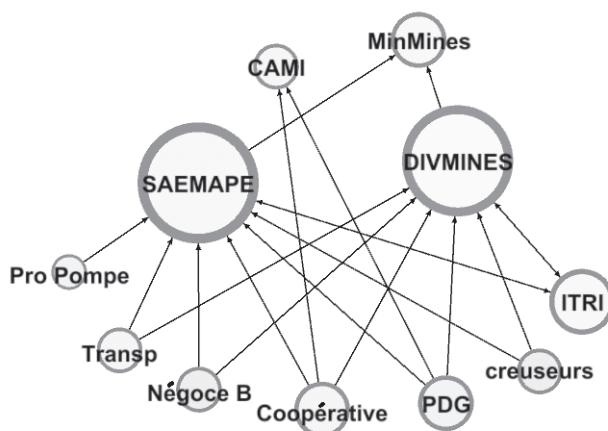 MinMines
CAMI
DIVMINES
SAEMAPE
Pro Pompe
ITRI
Transp
Négoce B
Coopérative
PDG
creuseurs